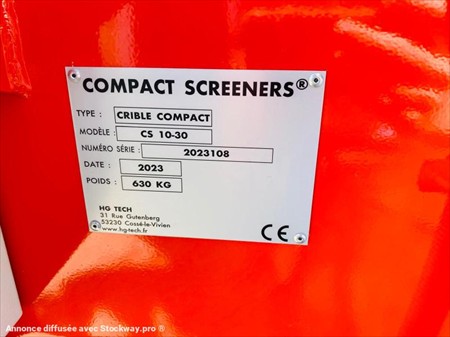 COMPACT SCREENERS®
TYPE : CRIBLE COMPACT
MODÈLE : CS 10-30
NUMÉRO SÉRIE : 2023108
DATE : 2023
POIDS : 630 KG
HG TECH
31 Rue Gutenberg
53230 Cossé-le-Vivien
www.hg-tech.fr
CE
Annonce diffusée avec Stockway.pro ®